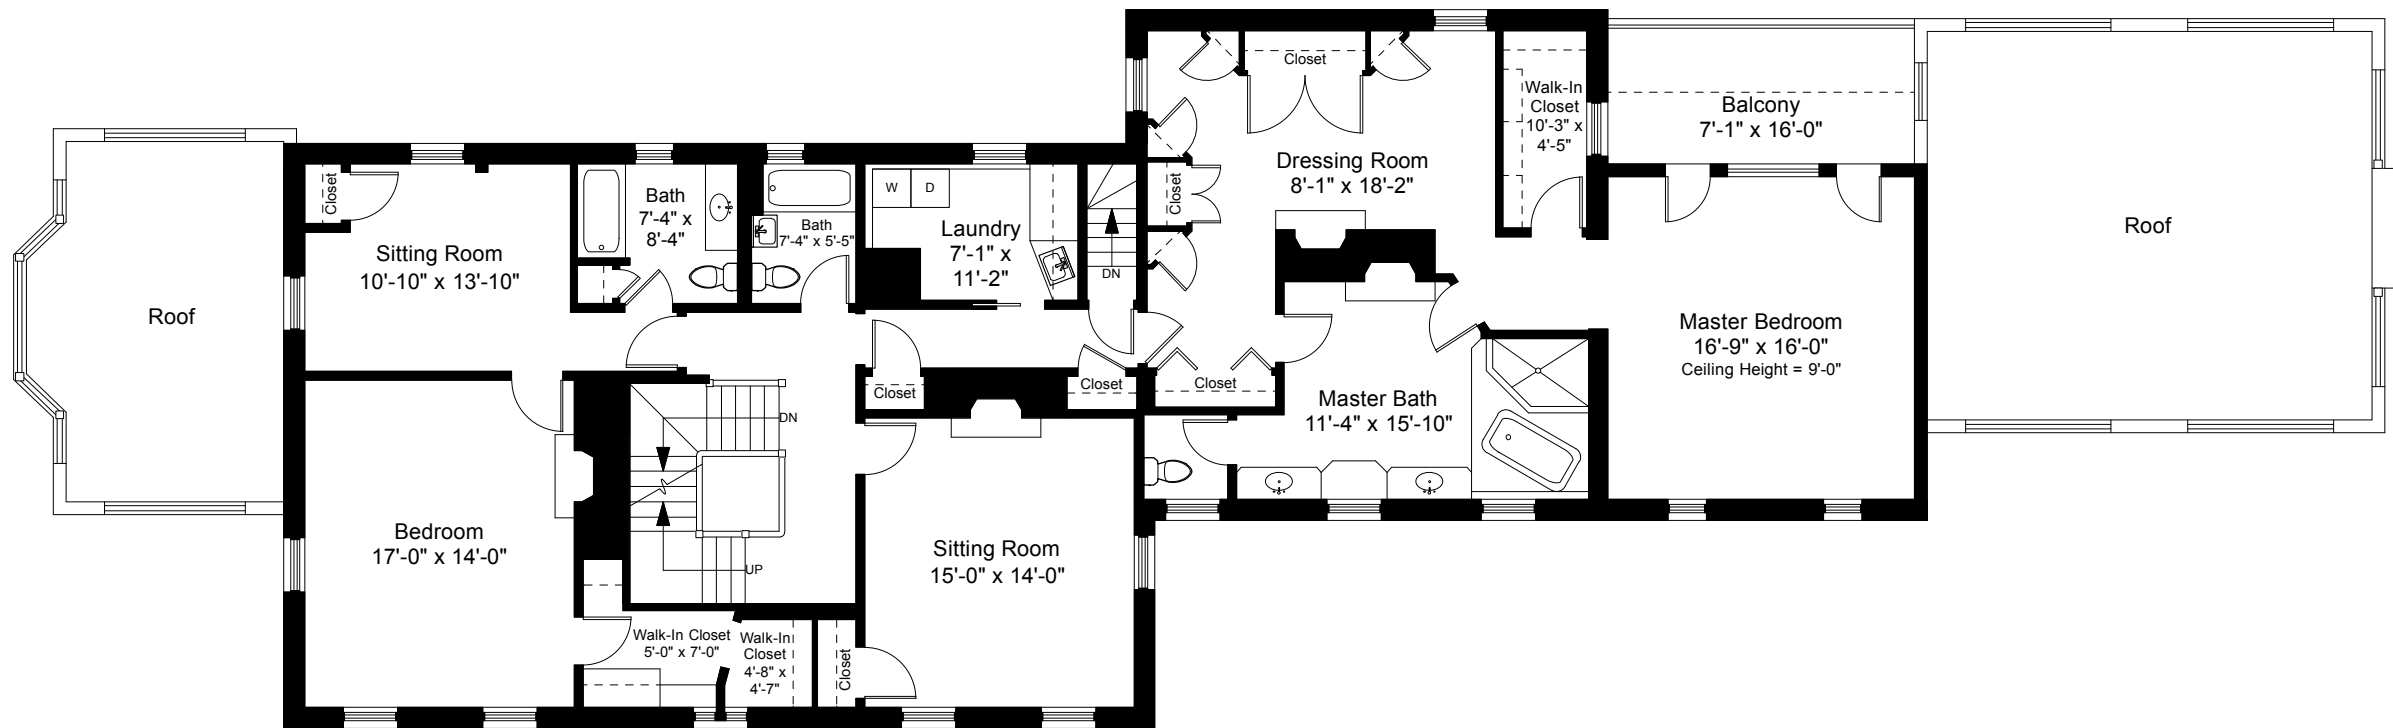 Closet
Walk-In
Closet
10'-3" x
4'-5"
Balcony
7'-1" x 16'-0"
Dressing Room
8'-1" x 18'-2"
Closet
Closet
W
D
Bath
7'-4" x
8'-4"
Bath
7'-4" x 5'-5"
Laundry
7'-1" x
11'-2"
DN
Sitting Room
10'-10" x 13'-10"
Roof
Roof
Master Bedroom
16'-9" x 16'-0"
Ceiling Height = 9'-0"
Closet
Closet
Closet
Master Bath
11'-4" x 15'-10"
DN
Bedroom
17'-0" x 14'-0"
UP
Sitting Room
15'-0" x 14'-0"
Walk-In Closet
5'-0" x 7'-0"
Walk-In
Closet
4'-8" x
4'-7"
Closet